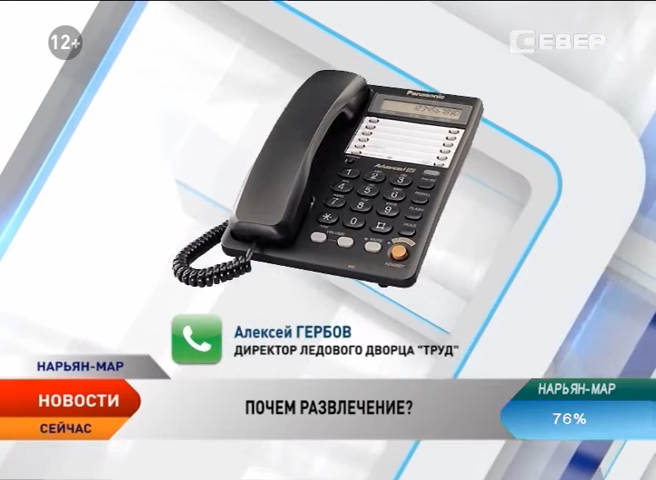 12+
СЕВЕР
Panasonic
Алексей ГЕРБОВ
ДИРЕКТОР ЛЕДОВОГО ДВОРЦА "ТРУД"
НАРЬЯН-МАР
НОВОСТИ
СЕЙЧАС
ПОЧЕМ РАЗВЛЕЧЕНИЕ?
НАРЬЯН-МАР
76%